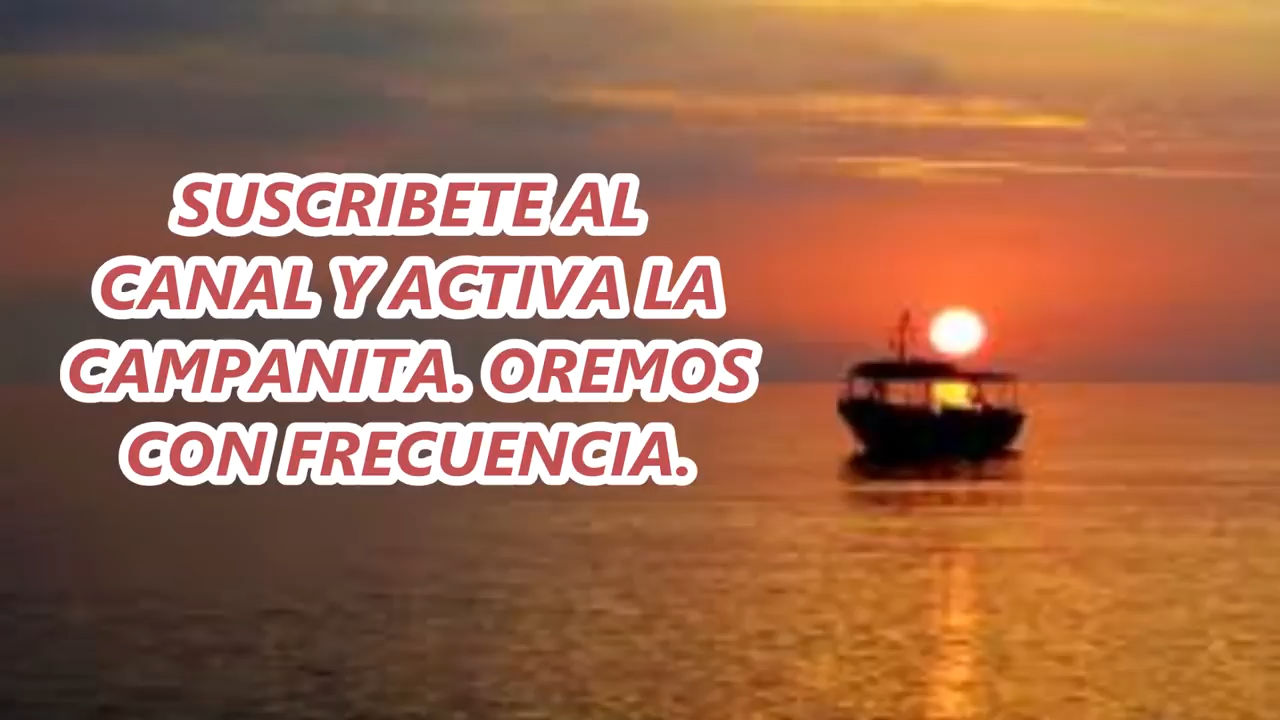 SUSCRIBETE AL
CANAL Y ACTIVA LA
CAMPANITA. OREMOS
CON FRECUENCIA.